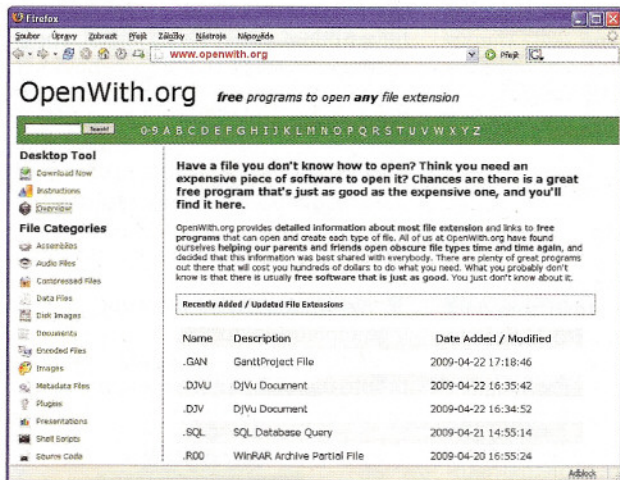 Firefox
Soubor Úpravy Zobrazit Přejít Záložky Nástroje Nápověda
www.openwith.org Přejít
OpenWith.org free programs to open any file extension
Search! 0-9 A B C D E F G H I J K L M N O P Q R S T U V W X Y Z
Desktop Tool
Download Now
Instructions
Overview
File Categories
Assemblies
Audio Files
Compressed Files
Data Files
Disk Images
Documents
Encoded Files
Images
Metadata Files
Plugins
Presentations
Shell Scripts
Source Code
Have a file you don't know how to open? Think you need an
expensive piece of software to open it? Chances are there is a great
free program that's just as good as the expensive one, and you'll
find it here.
OpenWith.org provides detailed information about most file extension and links to free
programs that can open and create each type of file. All of us at OpenWith.org have found
ourselves helping our parents and friends open obscure file types time and time again, and
decided that this information was best shared with everybody. There are plenty of great programs
out there that will cost you hundreds of dollars to do what you need. What you probably don't
know is that there is usually free software that is just as good. You just don't know about it.
Recently Added / Updated File Extensions
Name Description Date Added / Modified
.GAN GanttProject File 2009-04-22 17:18:46
.DJVU DjVu Document 2009-04-22 16:35:42
.DJV DjVu Document 2009-04-22 16:34:52
.SQL SQL Database Query 2009-04-21 14:55:14
.R00 WinRAR Archive Partial File 2009-04-20 16:55:24
Adblock